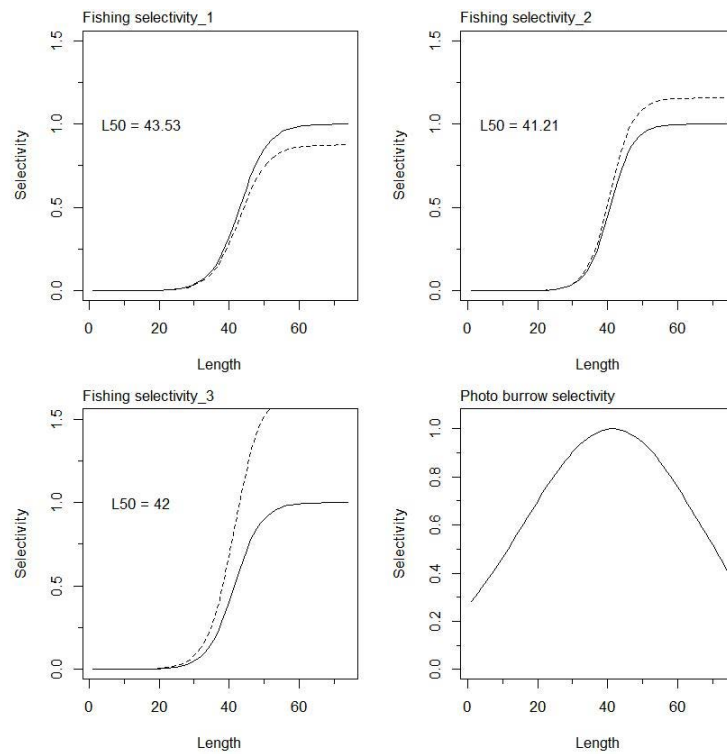 Fishing selectivity_1
1.5
1.0
0.5
0.0
Selectivity
L50 = 43.53
0 20 40 60
Length
Fishing selectivity_2
1.5
1.0
0.5
0.0
Selectivity
L50 = 41.21
0 20 40 60
Length
Fishing selectivity_3
1.5
1.0
0.5
0.0
Selectivity
L50 = 42
0 20 40 60
Length
Photo burrow selectivity
1.0
0.8
0.6
0.4
0.2
0.0
Selectivity
0 20 40 60
Length